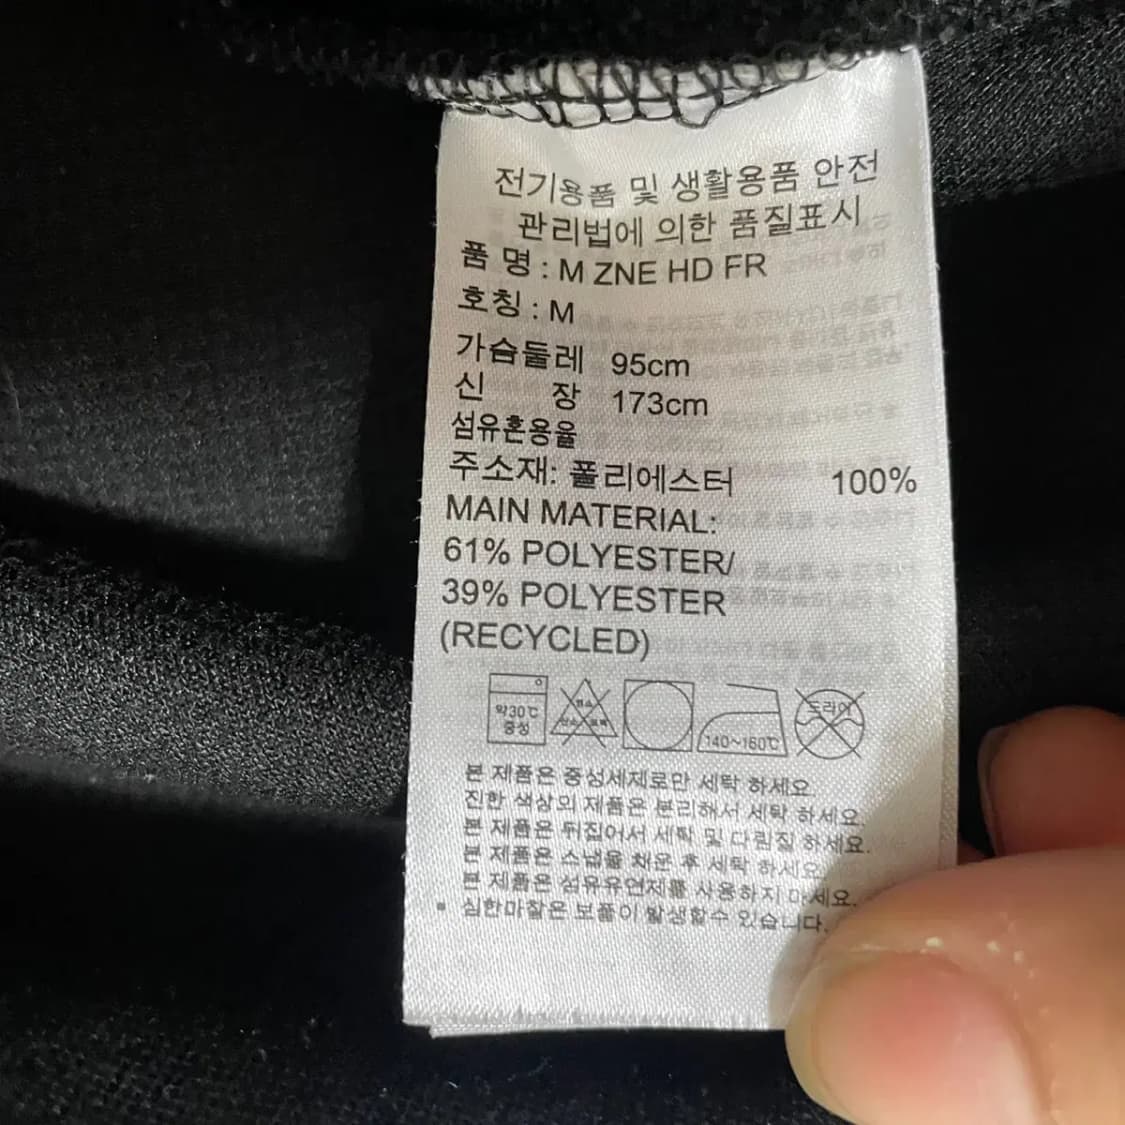 전기용품 및 생활용품 안전
관리법에 의한 품질표시
품 명 : M ZNE HD FR
호칭 : M
가슴둘레 95cm
신 장 173cm
섬유혼용율
주소재: 폴리에스터 100%
MAIN MATERIAL:
61% POLYESTER/
39% POLYESTER
(RECYCLED)
약30℃
중성
염소
산소 표백
140~160℃
드라이
본 제품은 중성세제로만 세탁 하세요.
진한 색상의 제품은 분리해서 세탁 하세요.
본 제품은 뒤집어서 세탁 및 다림질 하세요.
본 제품은 스냅을 채운 후 세탁 하세요.
본 제품은 섬유유연제를 사용하지 마세요.
심한마찰은 보풀이 발생할수 있습니다.